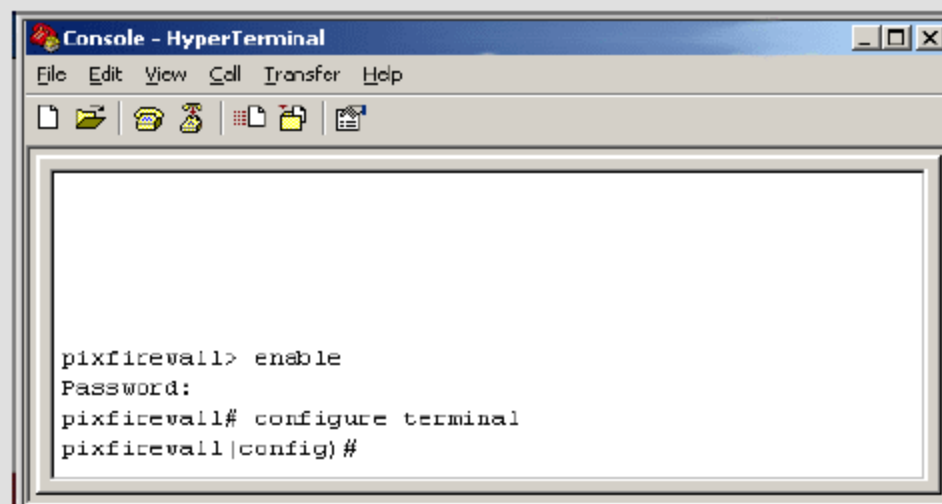 Console - HyperTerminal
File Edit View Call Transfer Help
pixfirewall> enable
Password:
pixfirewall# configure terminal
pixfirewall(config)#